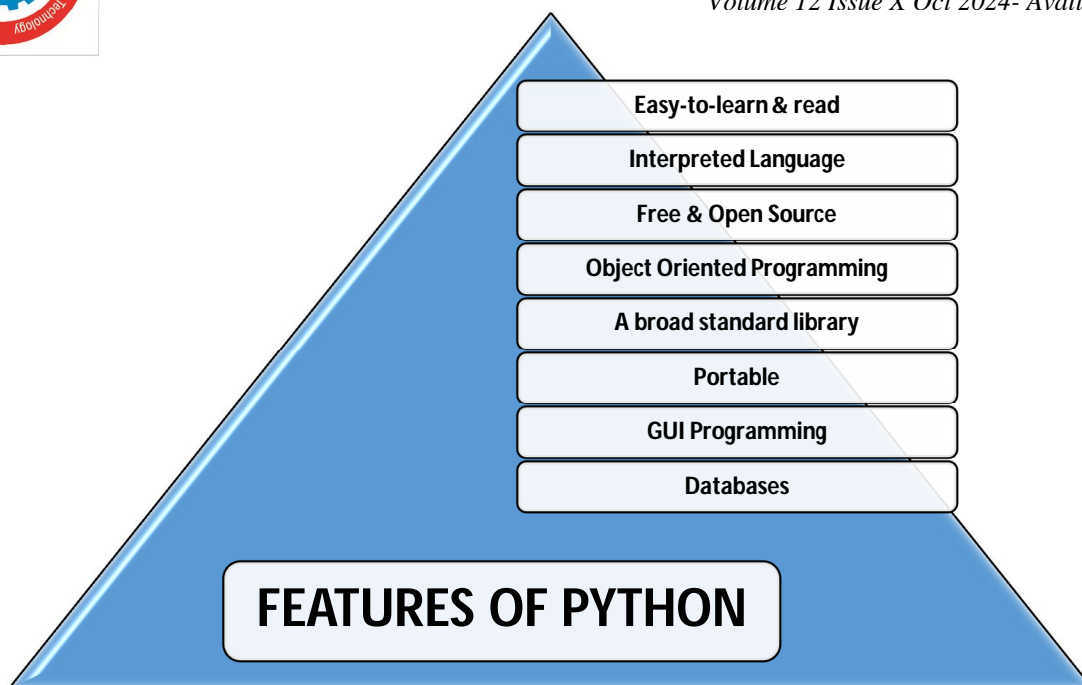 Technology
Volume 12 Issue X Oct 2024- Avail
Easy-to-learn & read
Interpreted Language
Free & Open Source
Object Oriented Programming
A broad standard library
Portable
GUI Programming
Databases
FEATURES OF PYTHON